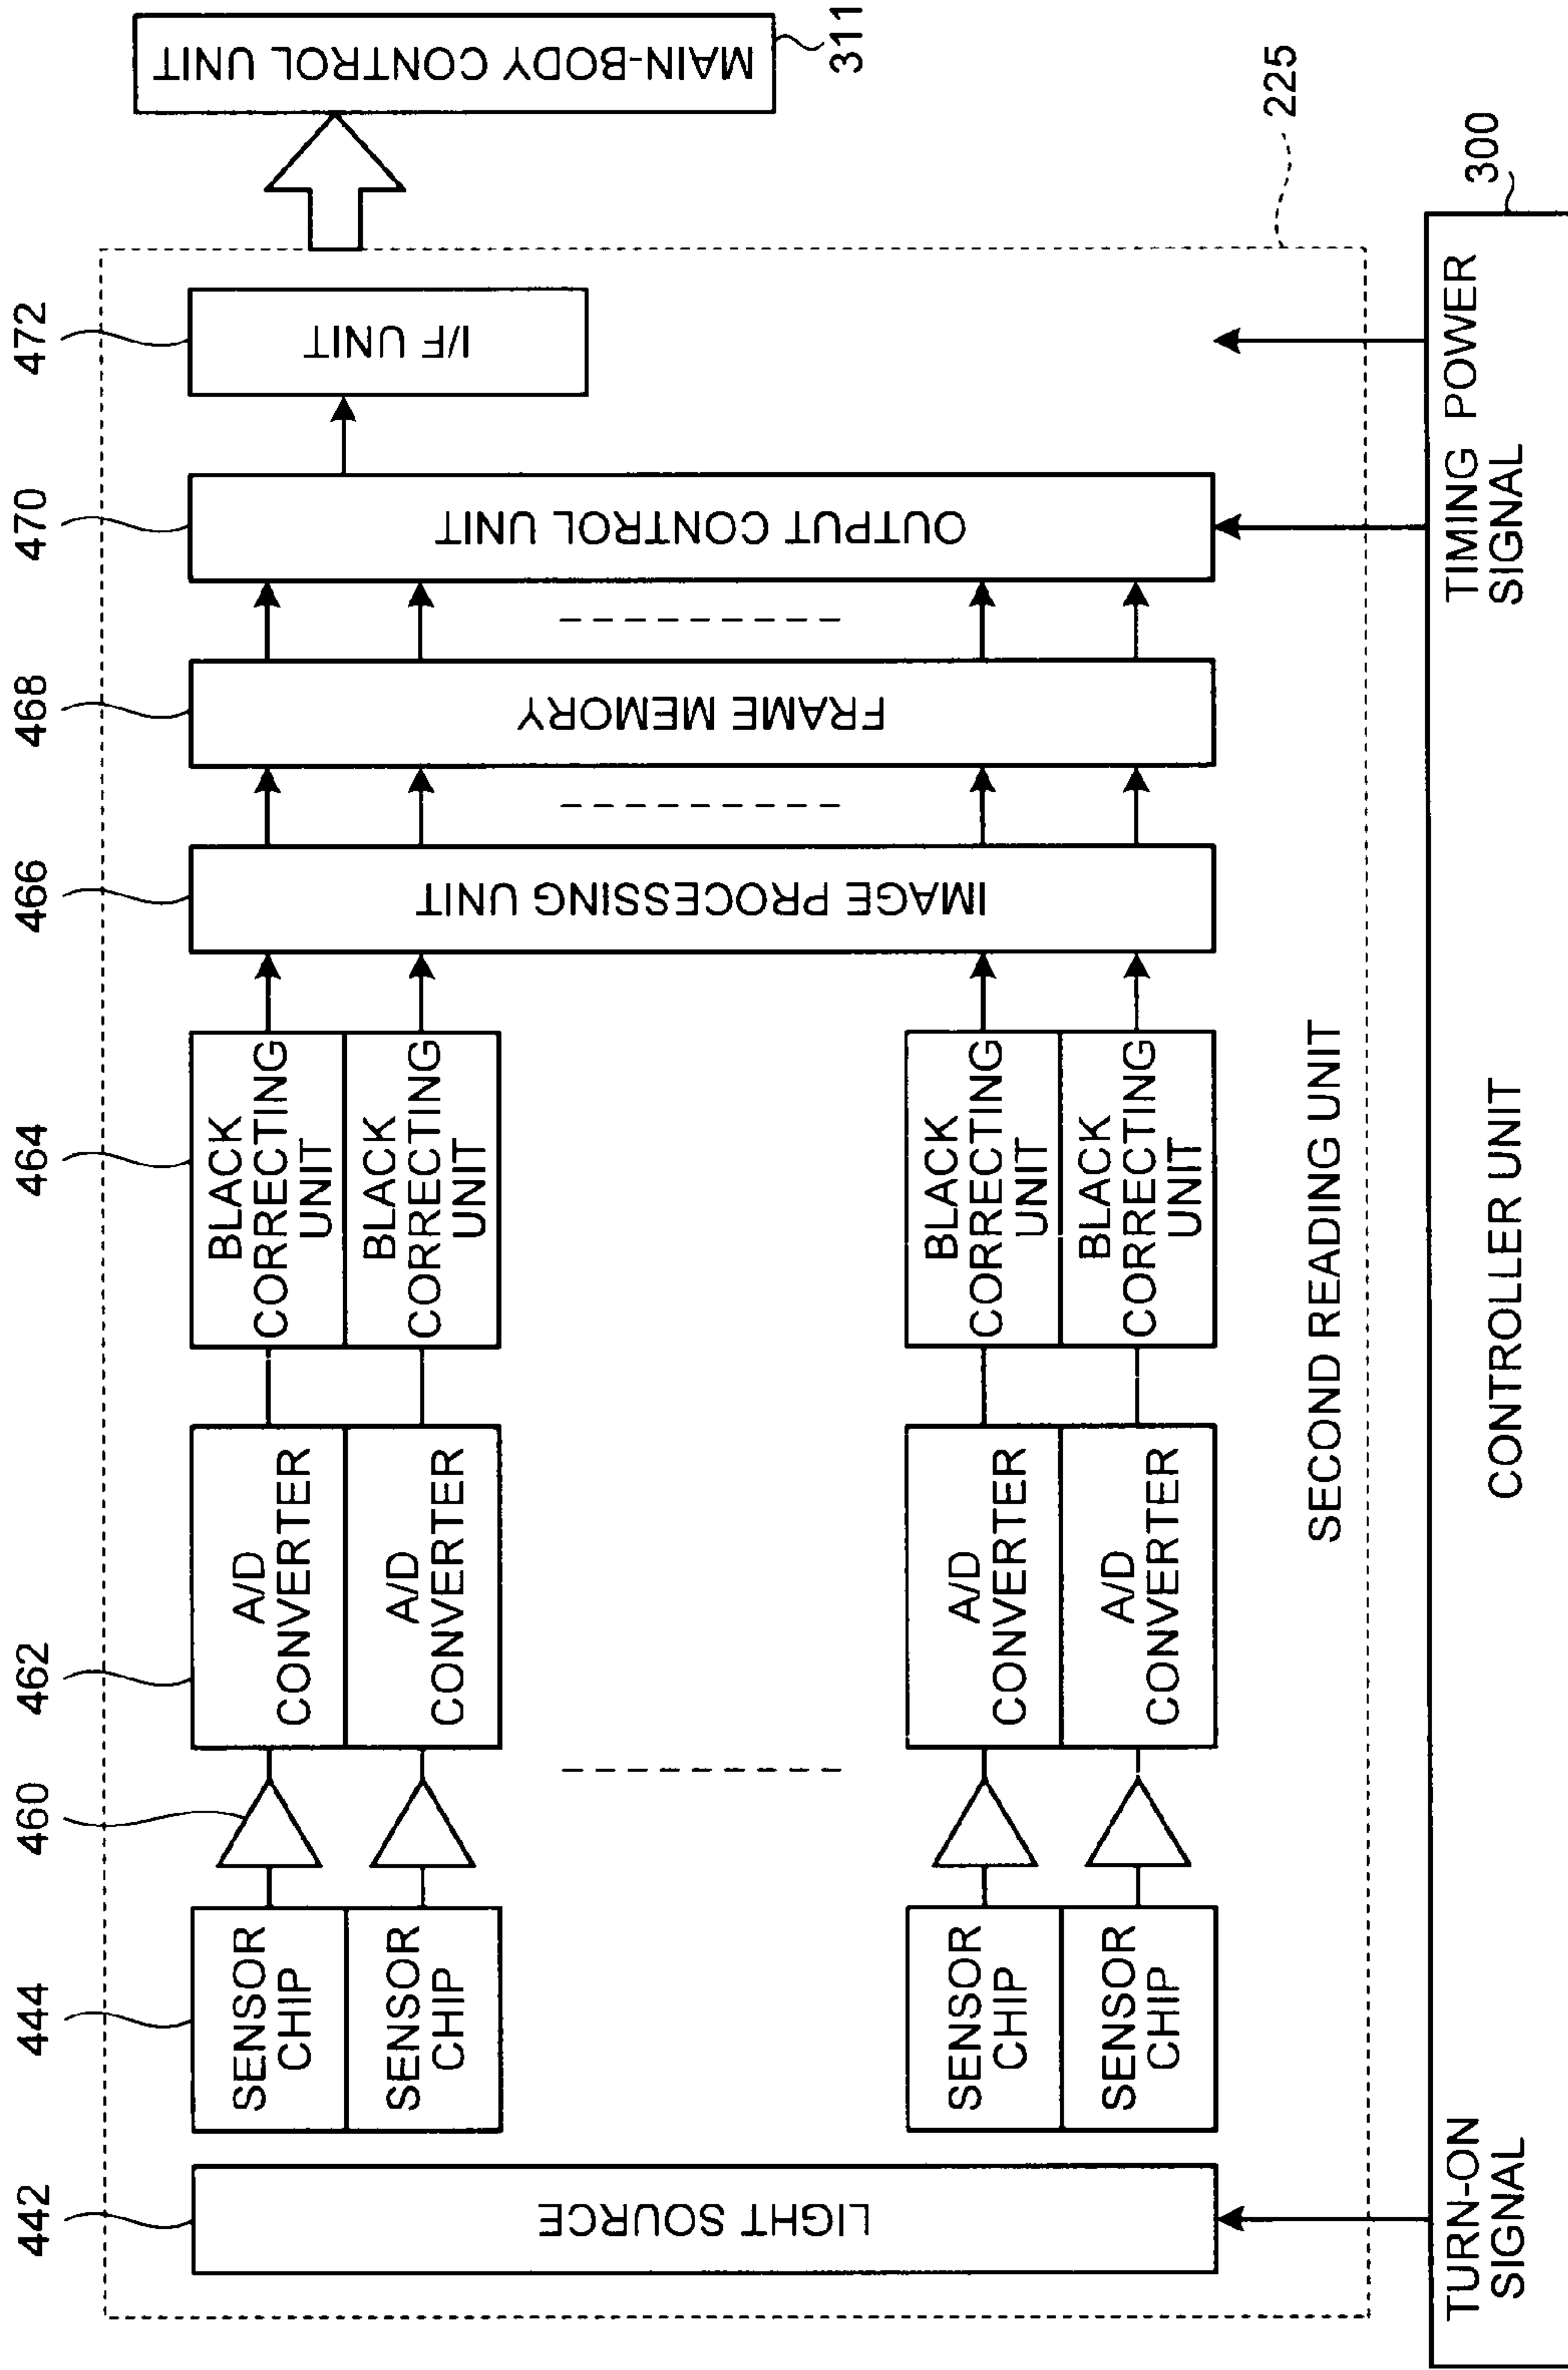 MAIN-BODY CONTROL UNIT
311
225
472
I/F UNIT
470
OUTPUT CONTROL UNIT
468
FRAME MEMORY
466
IMAGE PROCESSING UNIT
464
BLACK
CORRECTING
UNIT
BLACK
CORRECTING
UNIT
BLACK
CORRECTING
UNIT
BLACK
CORRECTING
UNIT
462
A/D
CONVERTER
A/D
CONVERTER
A/D
CONVERTER
A/D
CONVERTER
460
444
SENSOR
CHIP
SENSOR
CHIP
SENSOR
CHIP
SENSOR
CHIP
442
LIGHT SOURCE
SECOND READING UNIT
300
POWER
TIMING
SIGNAL
CONTROLLER UNIT
TURN-ON
SIGNAL